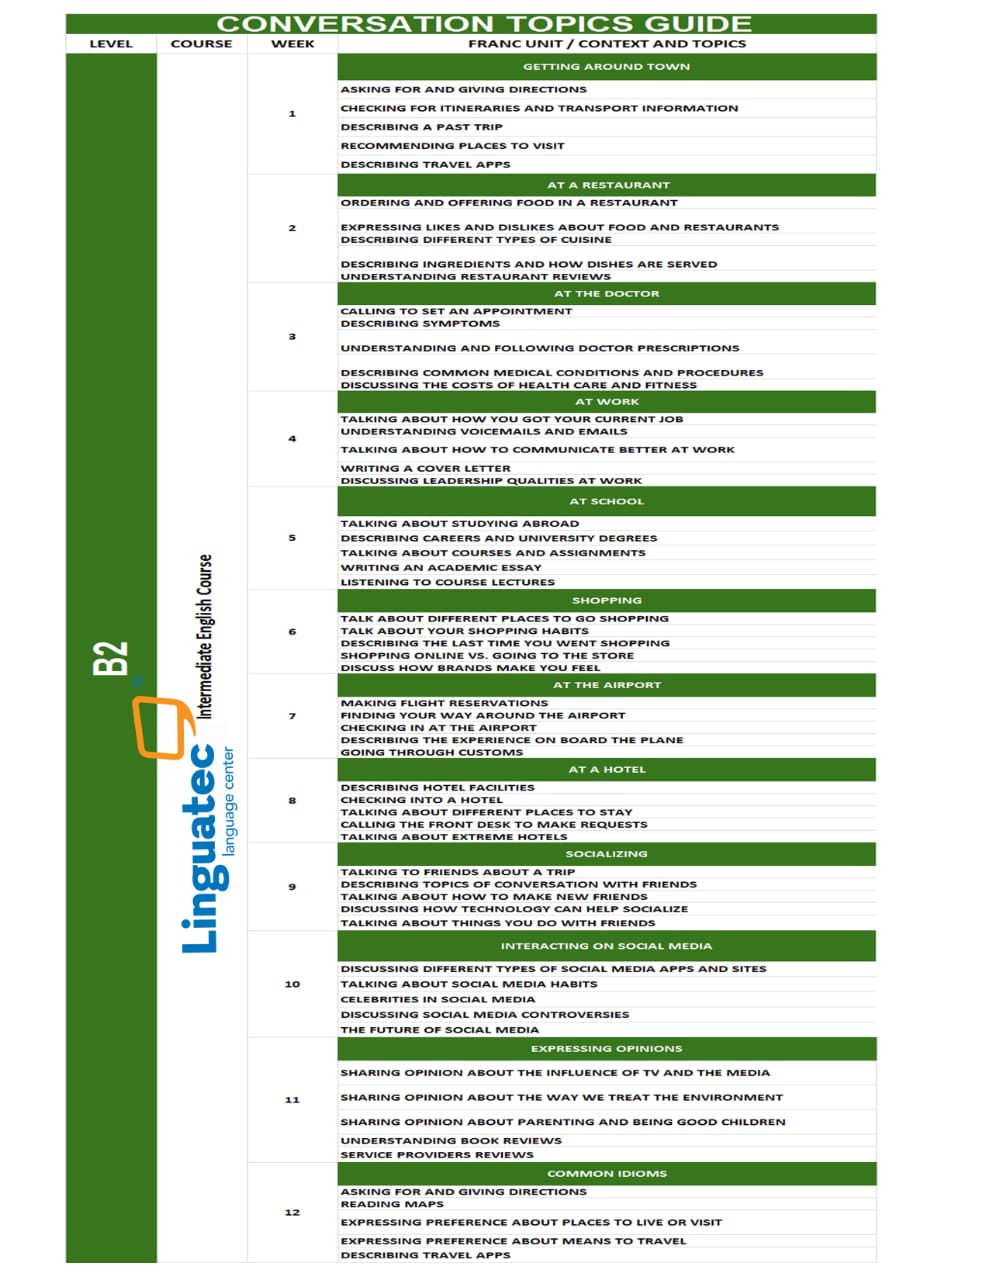 CONVERSATION TOPICS GUIDE
LEVEL COURSE WEEK FRANC UNIT / CONTEXT AND TOPICS
B2
Intermediate English Course
Linguatec
language center
1
GETTING AROUND TOWN
ASKING FOR AND GIVING DIRECTIONS
CHECKING FOR ITINERARIES AND TRANSPORT INFORMATION
DESCRIBING A PAST TRIP
RECOMMENDING PLACES TO VISIT
DESCRIBING TRAVEL APPS
2
AT A RESTAURANT
ORDERING AND OFFERING FOOD IN A RESTAURANT
EXPRESSING LIKES AND DISLIKES ABOUT FOOD AND RESTAURANTS
DESCRIBING DIFFERENT TYPES OF CUISINE
DESCRIBING INGREDIENTS AND HOW DISHES ARE SERVED
UNDERSTANDING RESTAURANT REVIEWS
3
AT THE DOCTOR
CALLING TO SET AN APPOINTMENT
DESCRIBING SYMPTOMS
UNDERSTANDING AND FOLLOWING DOCTOR PRESCRIPTIONS
DESCRIBING COMMON MEDICAL CONDITIONS AND PROCEDURES
DISCUSSING THE COSTS OF HEALTH CARE AND FITNESS
4
AT WORK
TALKING ABOUT HOW YOU GOT YOUR CURRENT JOB
UNDERSTANDING VOICEMAILS AND EMAILS
TALKING ABOUT HOW TO COMMUNICATE BETTER AT WORK
WRITING A COVER LETTER
DISCUSSING LEADERSHIP QUALITIES AT WORK
5
AT SCHOOL
TALKING ABOUT STUDYING ABROAD
DESCRIBING CAREERS AND UNIVERSITY DEGREES
TALKING ABOUT COURSES AND ASSIGNMENTS
WRITING AN ACADEMIC ESSAY
LISTENING TO COURSE LECTURES
6
SHOPPING
TALK ABOUT DIFFERENT PLACES TO GO SHOPPING
TALK ABOUT YOUR SHOPPING HABITS
DESCRIBING THE LAST TIME YOU WENT SHOPPING
SHOPPING ONLINE VS. GOING TO THE STORE
DISCUSS HOW BRANDS MAKE YOU FEEL
7
AT THE AIRPORT
MAKING FLIGHT RESERVATIONS
FINDING YOUR WAY AROUND THE AIRPORT
CHECKING IN AT THE AIRPORT
DESCRIBING THE EXPERIENCE ON BOARD THE PLANE
GOING THROUGH CUSTOMS
8
AT A HOTEL
DESCRIBING HOTEL FACILITIES
CHECKING INTO A HOTEL
TALKING ABOUT DIFFERENT PLACES TO STAY
CALLING THE FRONT DESK TO MAKE REQUESTS
TALKING ABOUT EXTREME HOTELS
9
SOCIALIZING
TALKING TO FRIENDS ABOUT A TRIP
DESCRIBING TOPICS OF CONVERSATION WITH FRIENDS
TALKING ABOUT HOW TO MAKE NEW FRIENDS
DISCUSSING HOW TECHNOLOGY CAN HELP SOCIALIZE
TALKING ABOUT THINGS YOU DO WITH FRIENDS
10
INTERACTING ON SOCIAL MEDIA
DISCUSSING DIFFERENT TYPES OF SOCIAL MEDIA APPS AND SITES
TALKING ABOUT SOCIAL MEDIA HABITS
CELEBRITIES IN SOCIAL MEDIA
DISCUSSING SOCIAL MEDIA CONTROVERSIES
THE FUTURE OF SOCIAL MEDIA
11
EXPRESSING OPINIONS
SHARING OPINION ABOUT THE INFLUENCE OF TV AND THE MEDIA
SHARING OPINION ABOUT THE WAY WE TREAT THE ENVIRONMENT
SHARING OPINION ABOUT PARENTING AND BEING GOOD CHILDREN
UNDERSTANDING BOOK REVIEWS
SERVICE PROVIDERS REVIEWS
12
COMMON IDIOMS
ASKING FOR AND GIVING DIRECTIONS
READING MAPS
EXPRESSING PREFERENCE ABOUT PLACES TO LIVE OR VISIT
EXPRESSING PREFERENCE ABOUT MEANS TO TRAVEL
DESCRIBING TRAVEL APPS